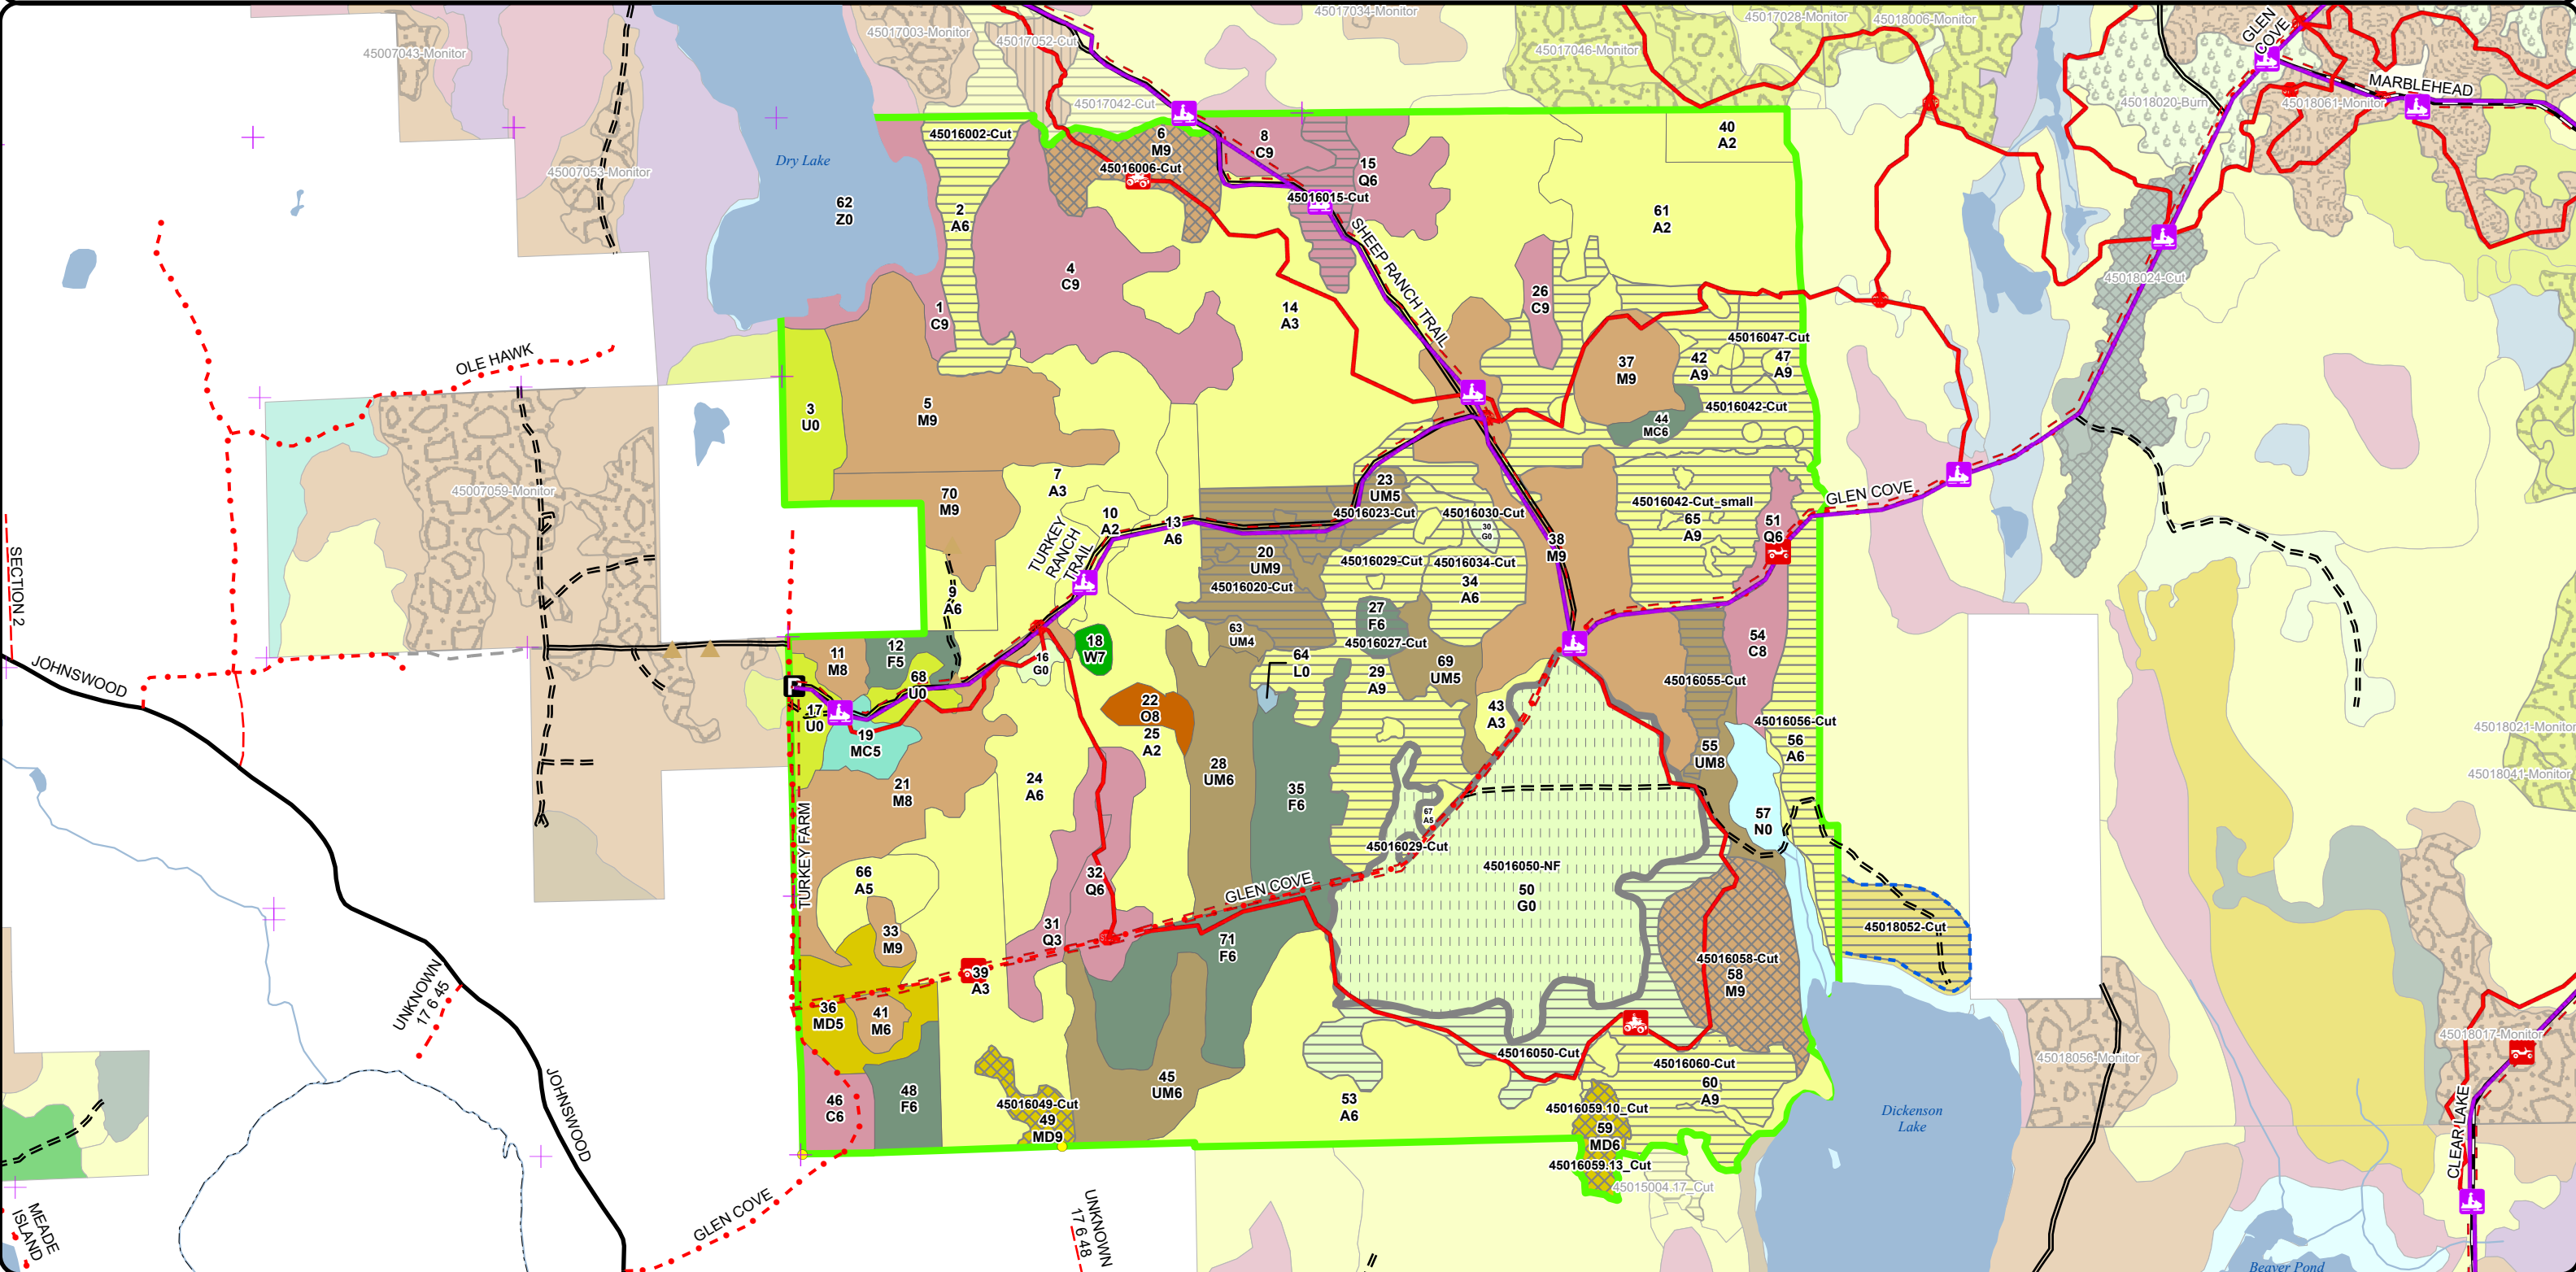 45017034-Monitor
45017028-Monitor
45018006-Monitor
45017003-Monitor
45017052-Cut
45017046-Monitor
45007043-Monitor
GLEN
COVE
MARBLEHEAD
45017042-Cut
45018020-Burn
45018061-Monitor
45016002-Cut
6
M9
8
C9
40
A2
Dry Lake
45007053-Monitor
45016006-Cut
15
Q6
45016015-Cut
62
Z0
2
A6
61
A2
SHEEP RANCH TRAIL
4
C9
45018024-Cut
26
C9
1
C9
14
A3
45016047-Cut
OLE HAWK
37
M9
42
A9
47
A9
3
U0
5
M9
45016042-Cut
44
MC6
7
A3
23
UM5
45007059-Monitor
70
M9
GLEN COVE
45016042-Cut_small
65
A9
10
A2
13
A6
45016023-Cut
45016030-Cut
30
G0
51
Q6
TURKEY
RANCH
TRAIL
38
M9
20
UM9
45016020-Cut
45016029-Cut
45016034-Cut
34
A6
SECTION 2
9
A6
27
F6
45016027-Cut
63
UM4
18
W7
12
F5
11
M8
16
G0
64
L0
29
A9
69
UM5
54
C8
JOHNSWOOD
68
U0
45016055-Cut
17
U0
22
O8
25
A2
43
A3
45016056-Cut
56
A6
45018021-Monitor
19
MC5
55
UM8
28
UM6
24
A6
35
F6
21
M8
45018041-Monitor
57
N0
67
A5
TURKEY FARM
45016029-Cut
45016050-NF
50
G0
66
A5
32
Q6
GLEN COVE
31
Q3
33
M9
71
F6
45018052-Cut
45016058-Cut
58
M9
39
A3
UNKNOWN
17 6 45
36
MD5
41
M6
45018017-Monitor
45016050-Cut
45018056-Monitor
45016060-Cut
60
A9
JOHNSWOOD
46
C6
48
F6
45
UM6
45016049-Cut
49
MD9
53
A6
45016059.10_Cut
59
MD6
Dickenson
Lake
CLEAR LAKE
45016059.13_Cut
45015004.17_Cut
GLEN COVE
UNKNOWN
17 6 48
MEADE
ISLAND
Beaver Pond